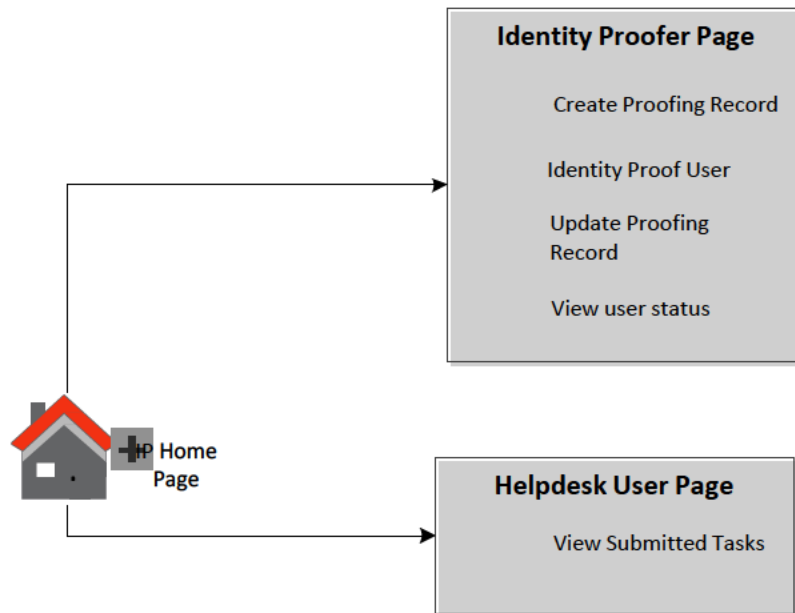 Identity Proofer Page
Create Proofing Record
Identity Proof User
Update Proofing
Record
View user status
IP Home
Page
Helpdesk User Page
View Submitted Tasks